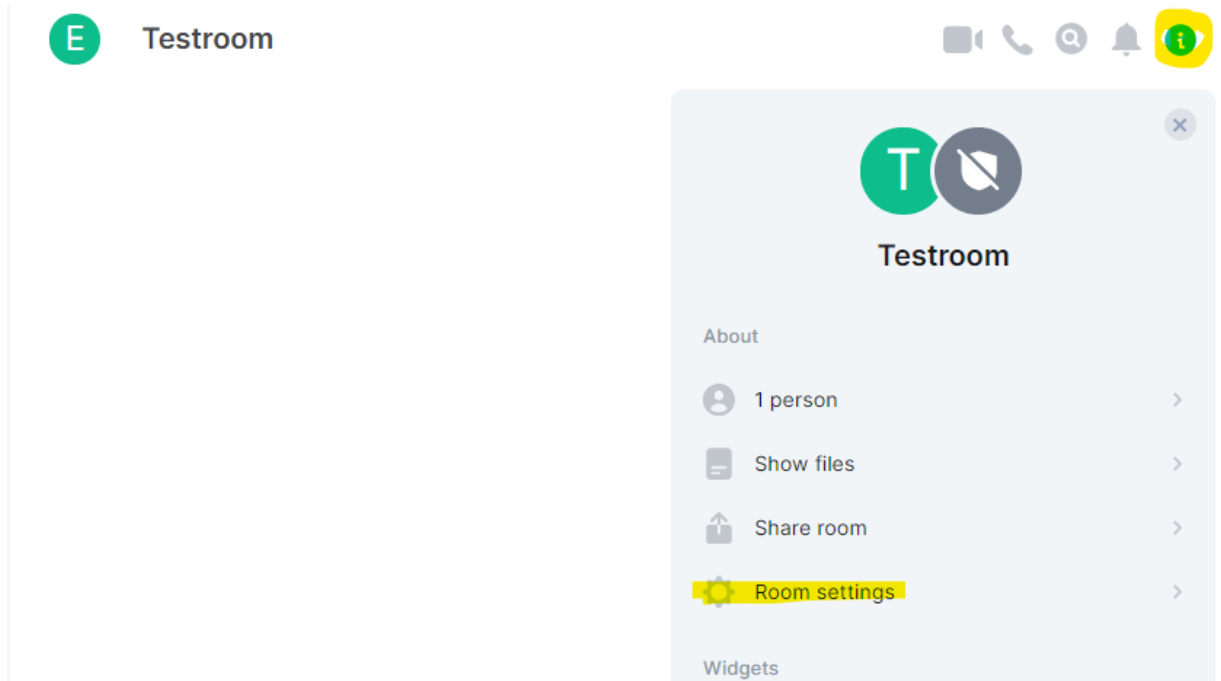 E Testroom i
T
Testroom
About
1 person
Show files
Share room
Room settings
Widgets